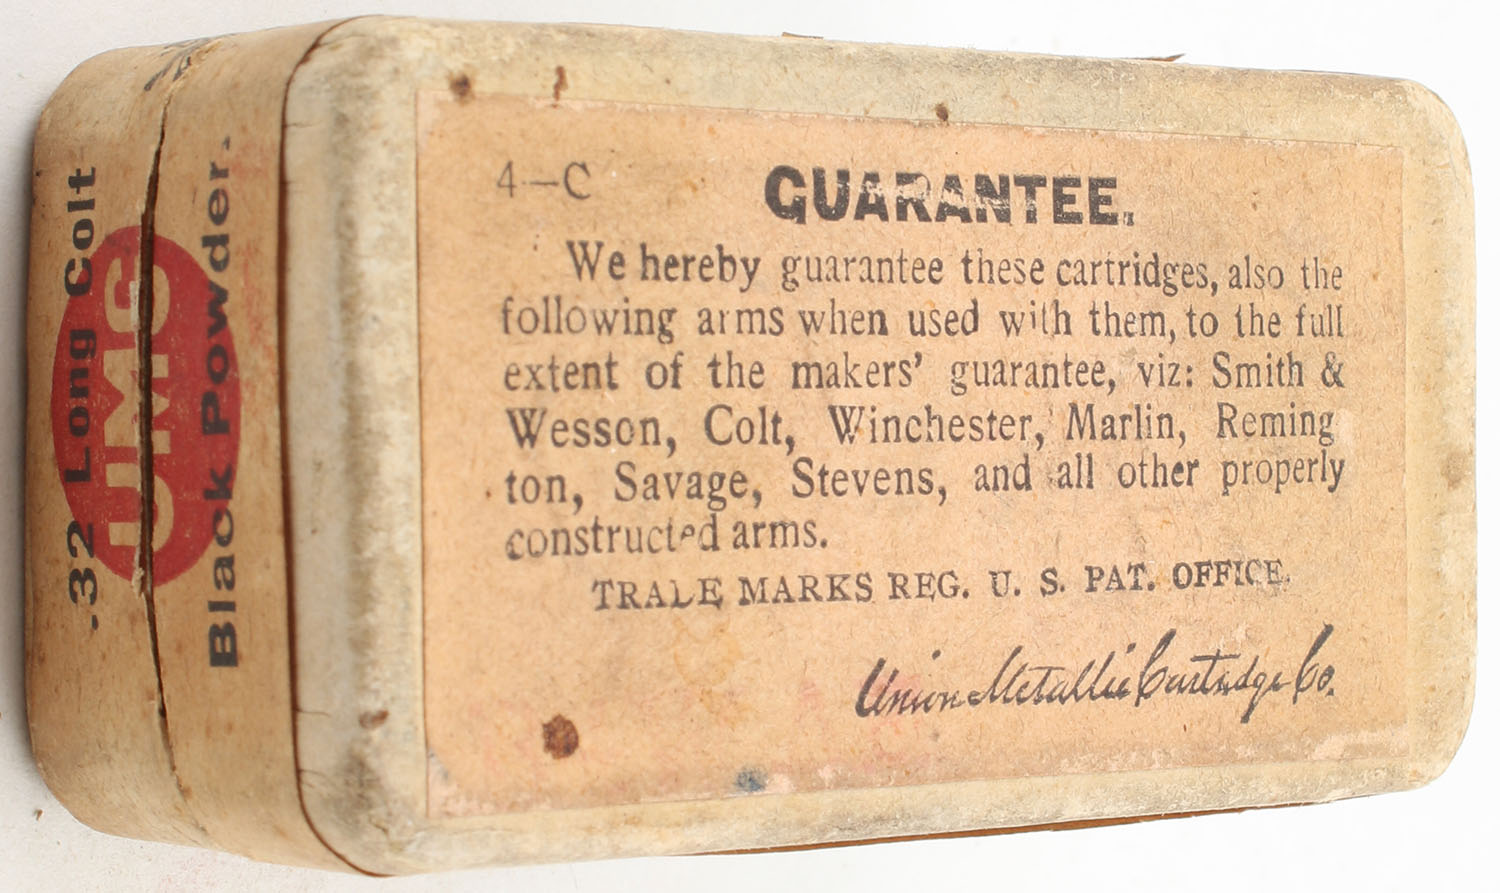 4-C
GUARANTEE.
We hereby guarantee these cartridges, also the
following arms when used with them, to the full
extent of the makers' guarantee, viz: Smith &
Wesson, Colt, Winchester, Marlin, Reming
ton, Savage, Stevens, and all other properly
constructed arms.
TRADE MARKS REG. U. S. PAT. OFFICE.
Union Metallic Cartridge Co.
.32 Long Colt
UMC
Black Powder.